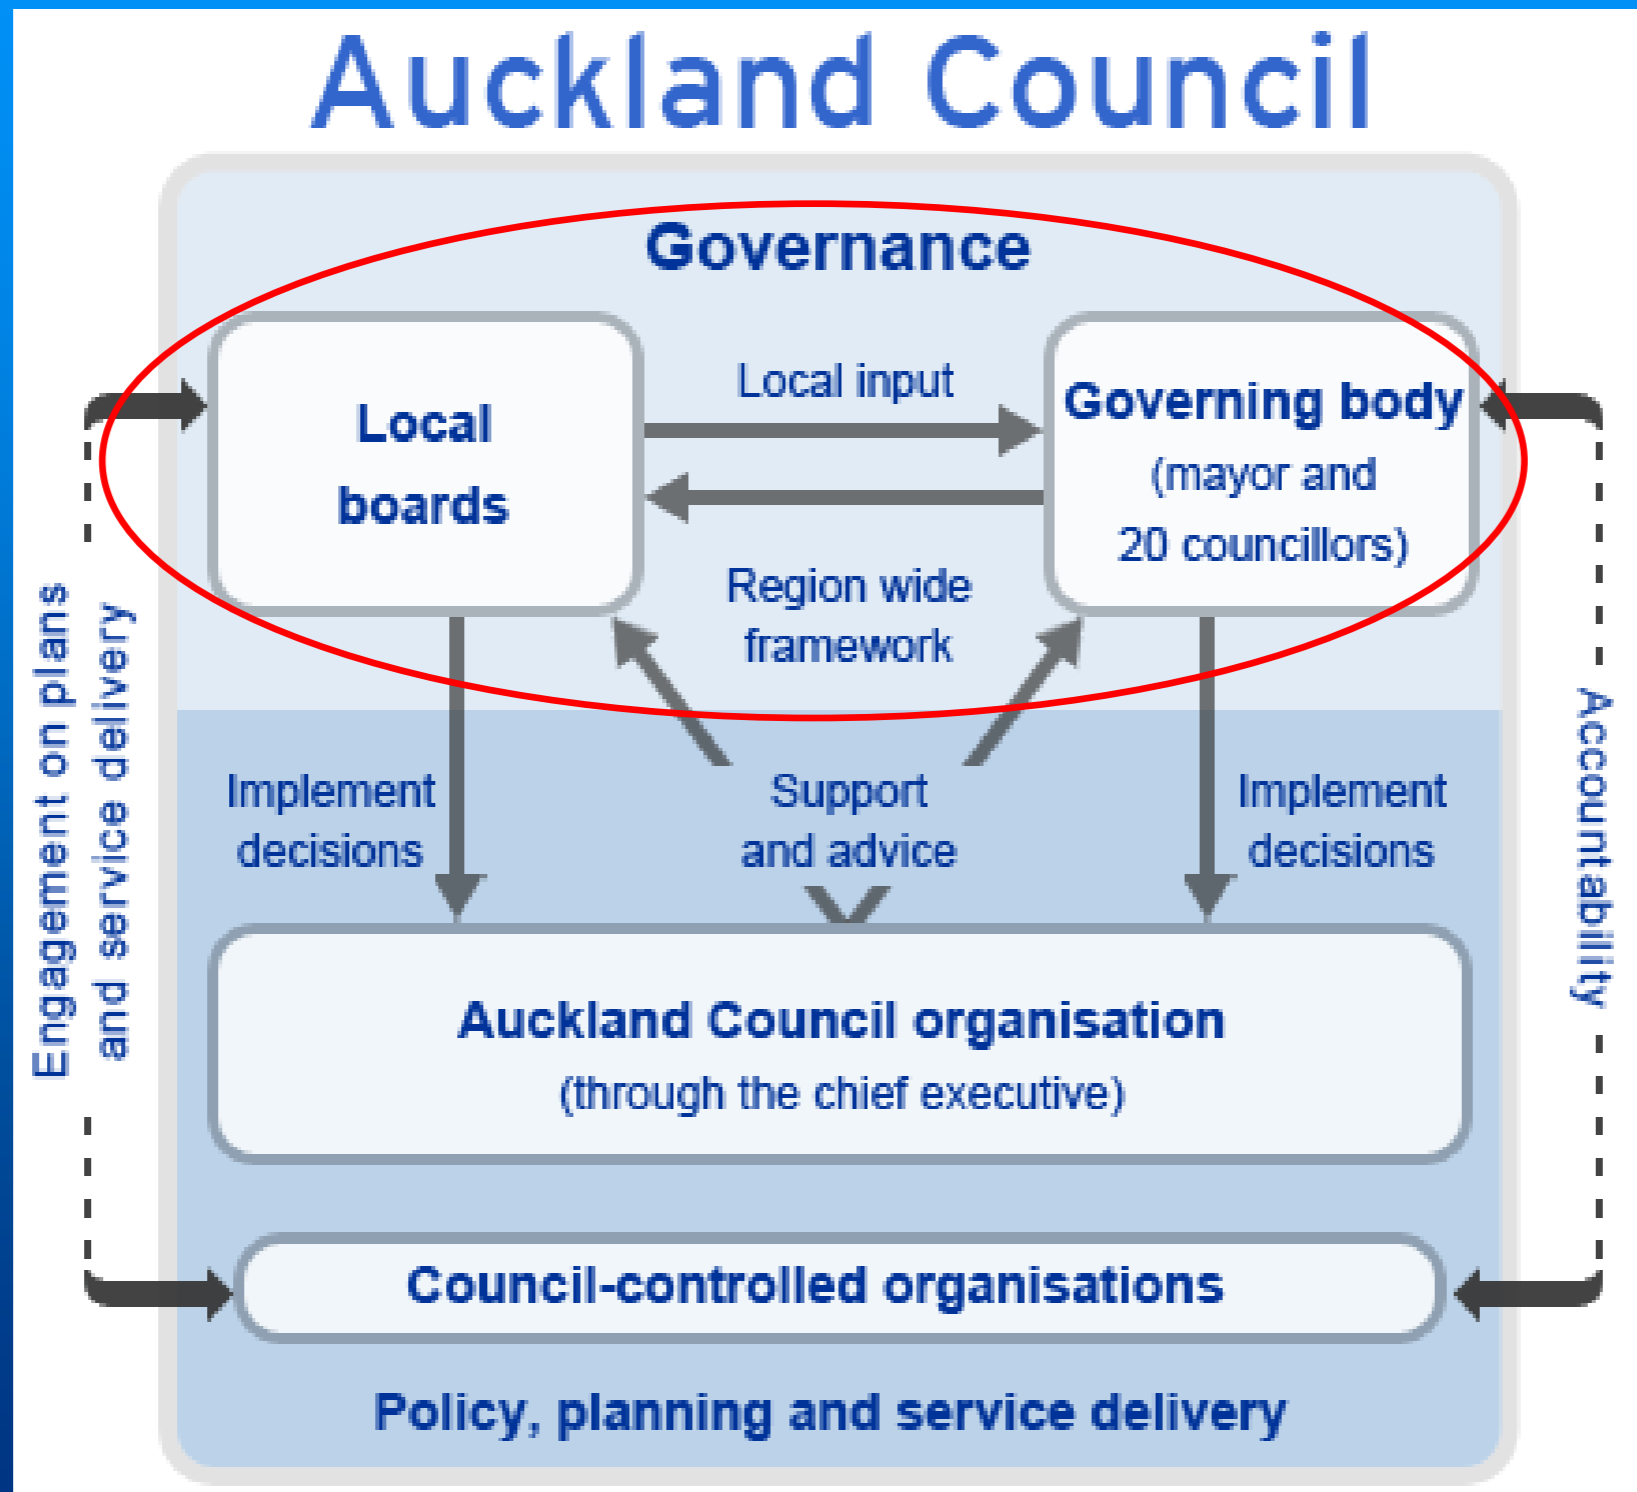 Auckland Council
Governance
Local
boards
Local input
Region wide
framework
Governing body
(mayor and
20 councillors)
Engagement on plans
and service delivery
Accountability
Implement
decisions
Support
and advice
Implement
decisions
Auckland Council organisation
(through the chief executive)
Council-controlled organisations
Policy, planning and service delivery